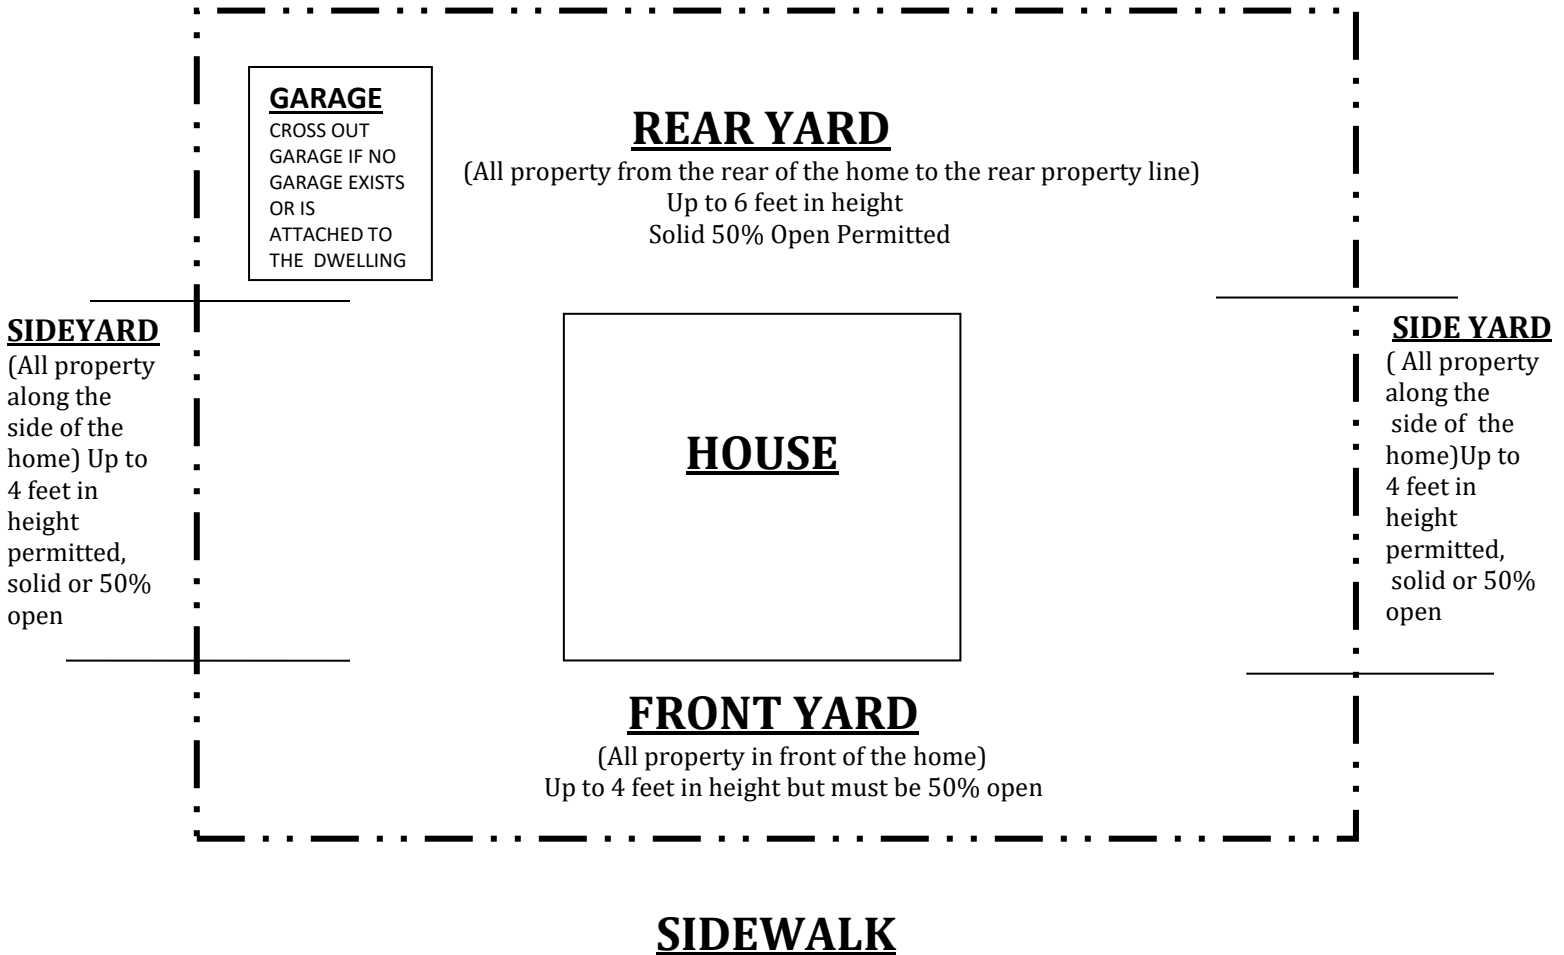 GARAGE
CROSS OUT
GARAGE IF NO
GARAGE EXISTS
OR IS
ATTACHED TO
THE DWELLING
REAR YARD
(All property from the rear of the home to the rear property line)
Up to 6 feet in height
Solid 50% Open Permitted
SIDEYARD
(All property
along the
side of the
home) Up to
4 feet in
height
permitted,
solid or 50%
open
HOUSE
SIDE YARD
( All property
along the
side of the
home)Up to
4 feet in
height
permitted,
solid or 50%
open
FRONT YARD
(All property in front of the home)
Up to 4 feet in height but must be 50% open
SIDEWALK